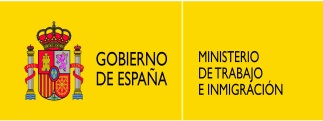 GOBIERNO
DE ESPAÑA
MINISTERIO
DE TRABAJO
E INMIGRACIÓN